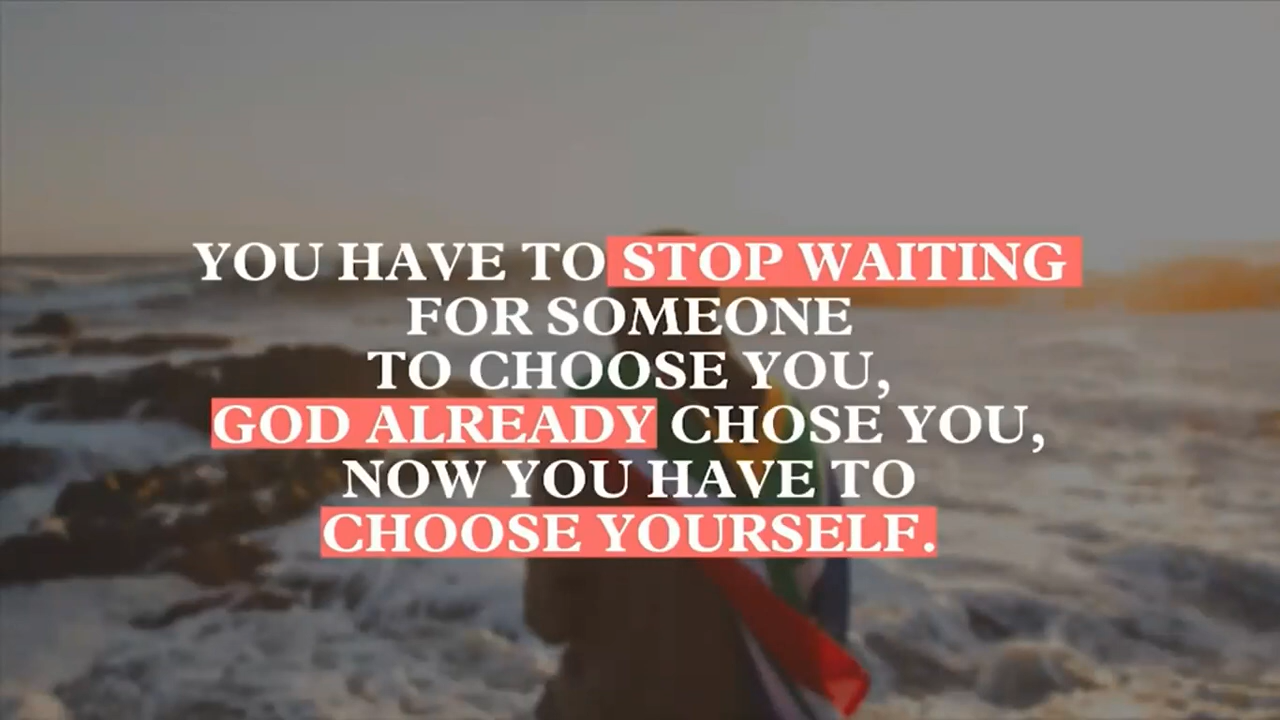 YOU HAVE TO STOP WAITING
FOR SOMEONE
TO CHOOSE YOU,
GOD ALREADY CHOSE YOU,
NOW YOU HAVE TO
CHOOSE YOURSELF.